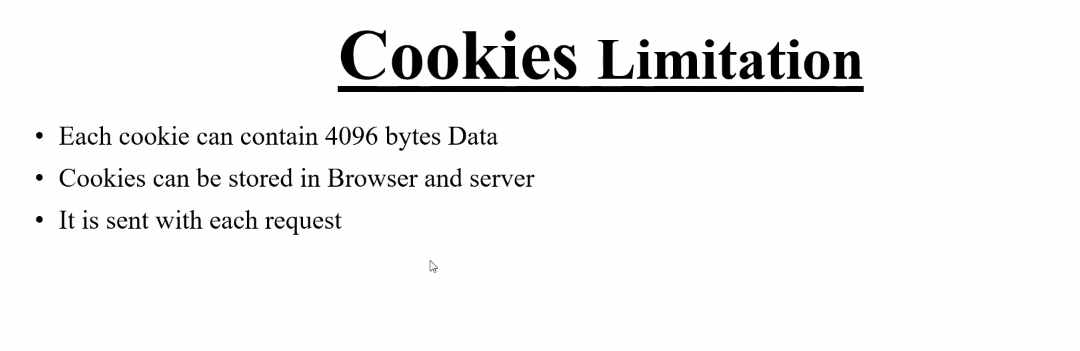 Cookies Limitation
• Each cookie can contain 4096 bytes Data
• Cookies can be stored in Browser and server
• It is sent with each request